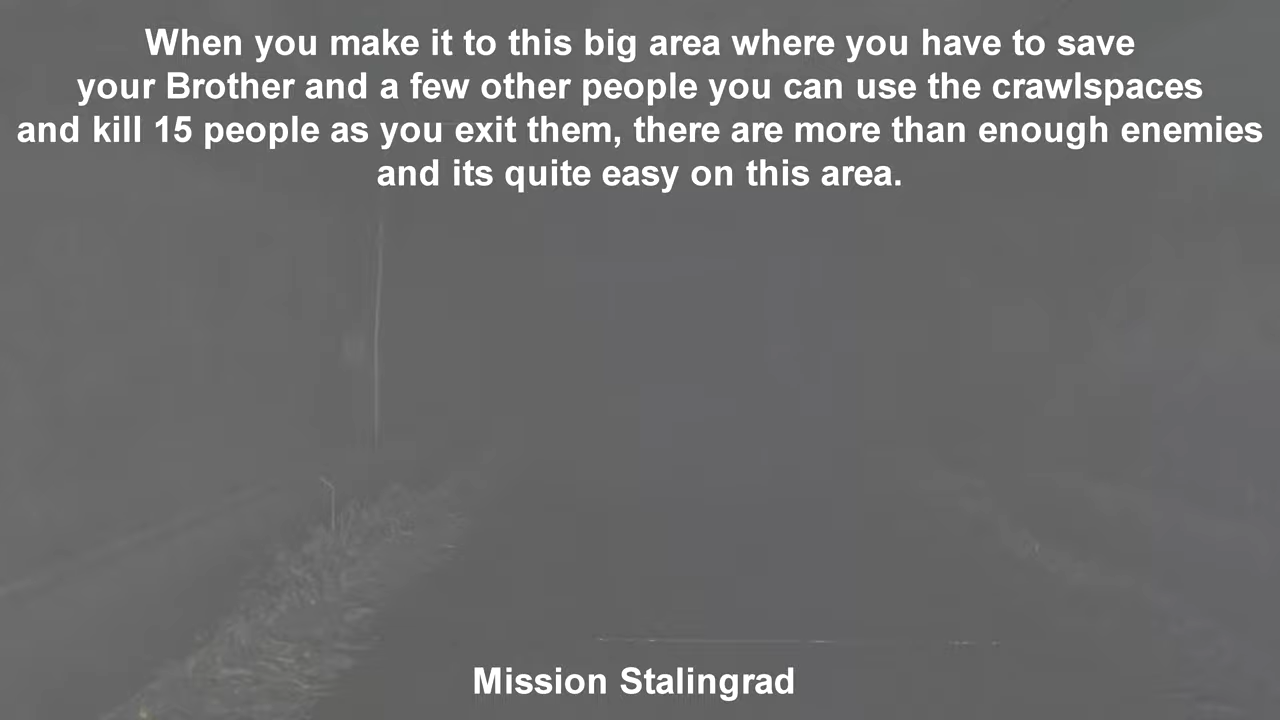 When you make it to this big area where you have to save
your Brother and a few other people you can use the crawlspaces
and kill 15 people as you exit them, there are more than enough enemies
and its quite easy on this area.
Mission Stalingrad